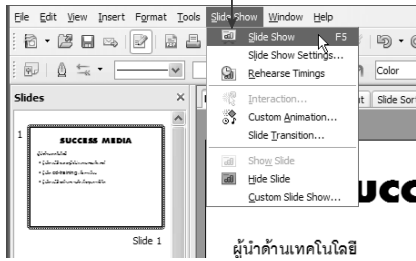 File Edit View Insert Format Tools Slide Show Window Help
Slide Show F5
Slide Show Settings...
Rehearse Timings
Interaction...
Custom Animation...
Slide Transition...
Show Slide
Hide Slide
Custom Slide Show...
Color
Slides
Slide Sor
1
SUCCESS MEDIA
Slide 1
UCC
ผู้นำด้านเทคโนโลยี